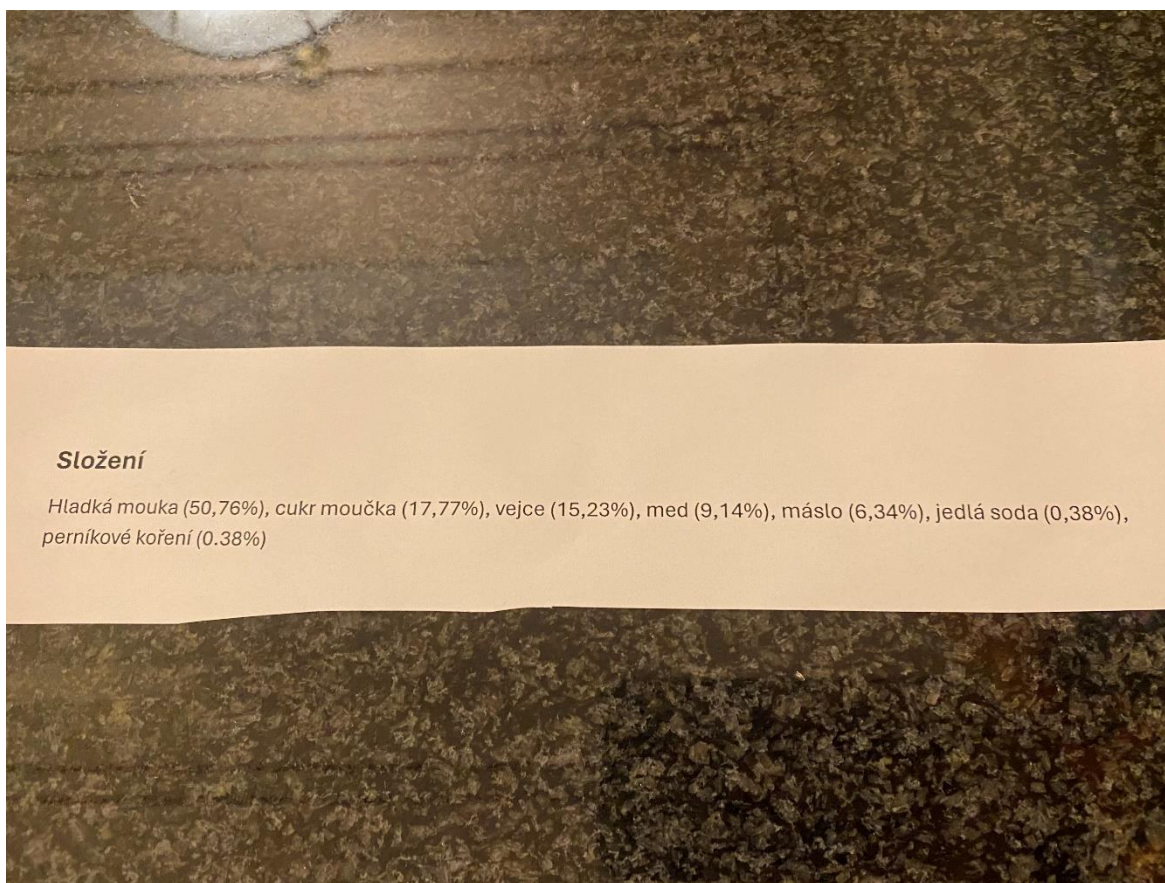 Složení
Hladká mouka (50,76%), cukr moučka (17,77%), vejce (15,23%), med (9,14%), máslo (6,34%), jedlá soda (0,38%),
perníkové koření (0.38%)